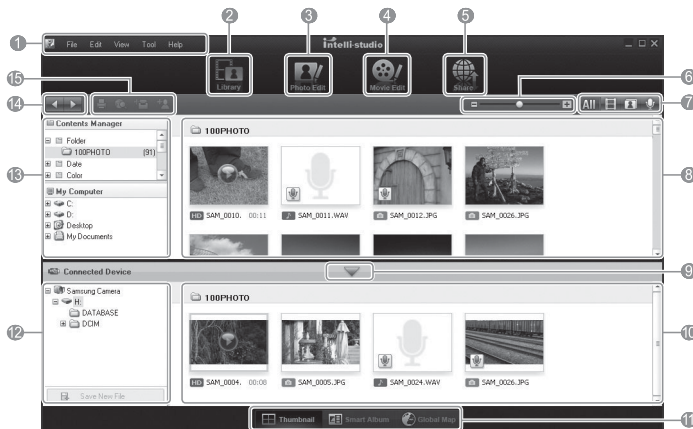 2 3 4 5
1 File Edit View Tool Help
intelli-studio
Library Photo Edit Movie Edit Share
15
6
14 All 7
Contents Manager
Folder
100PHOTO (91)
Date
Color
13
My Computer
C:
D:
Desktop
My Documents
100PHOTO
8
HD SAM_0010. 00:11 SAM_0011.WAV SAM_0012.JPG SAM_0026.JPG
Connected Device 9
Samsung Camera
H:
DATABASE
DCIM
12
Save New File
100PHOTO
10
HD SAM_0004. 00:08 SAM_0005.JPG SAM_0024.WAV SAM_0026.JPG
Thumbnail Smart Album Global Map 11